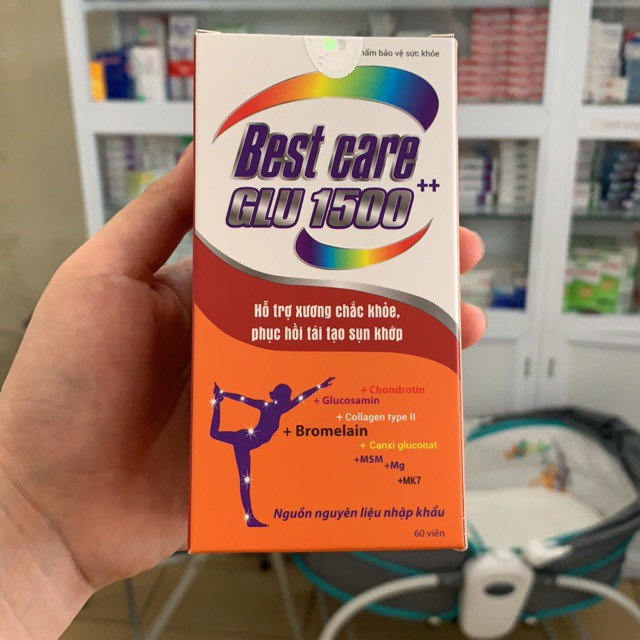 bảo vệ sức khỏe
Best care
GLU 1500++
Hỗ trợ xương chắc khỏe,
phục hồi tái tạo sụn khớp
+ Chondrotin
+ Glucosamin
+ Collagen type II
+ Bromelain
+ Canxi gluconat
+MSM
+Mg
+MK7
Nguồn nguyên liệu nhập khẩu
60 viên